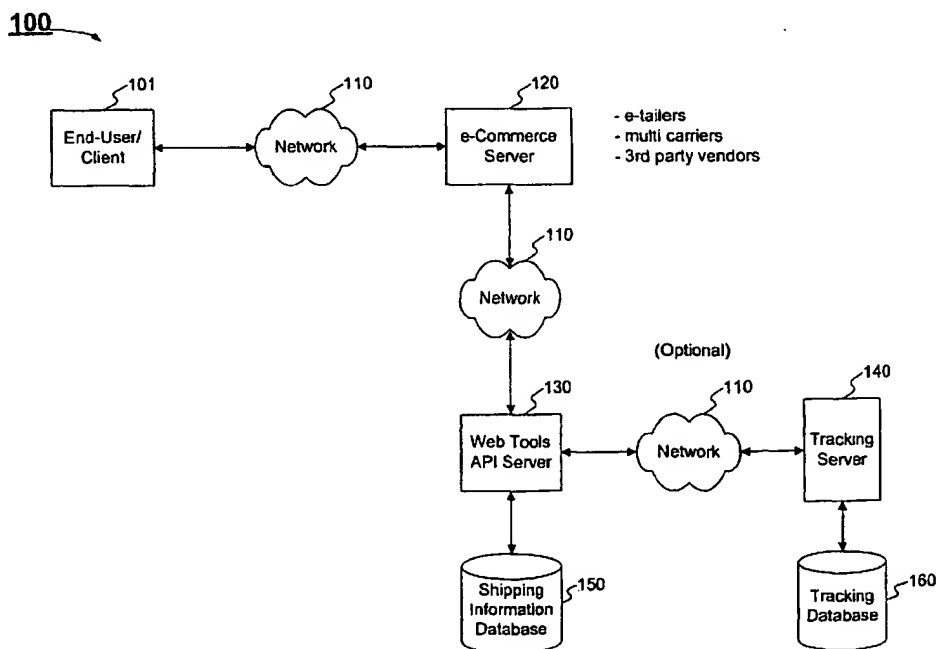 100
101
110
120
End-User/
Client
Network
e-Commerce
Server
- e-tailers
- multi carriers
- 3rd party vendors
110
Network
(Optional)
130
110
140
Web Tools
API Server
Network
Tracking
Server
Shipping
Information
Database
150
Tracking
Database
160